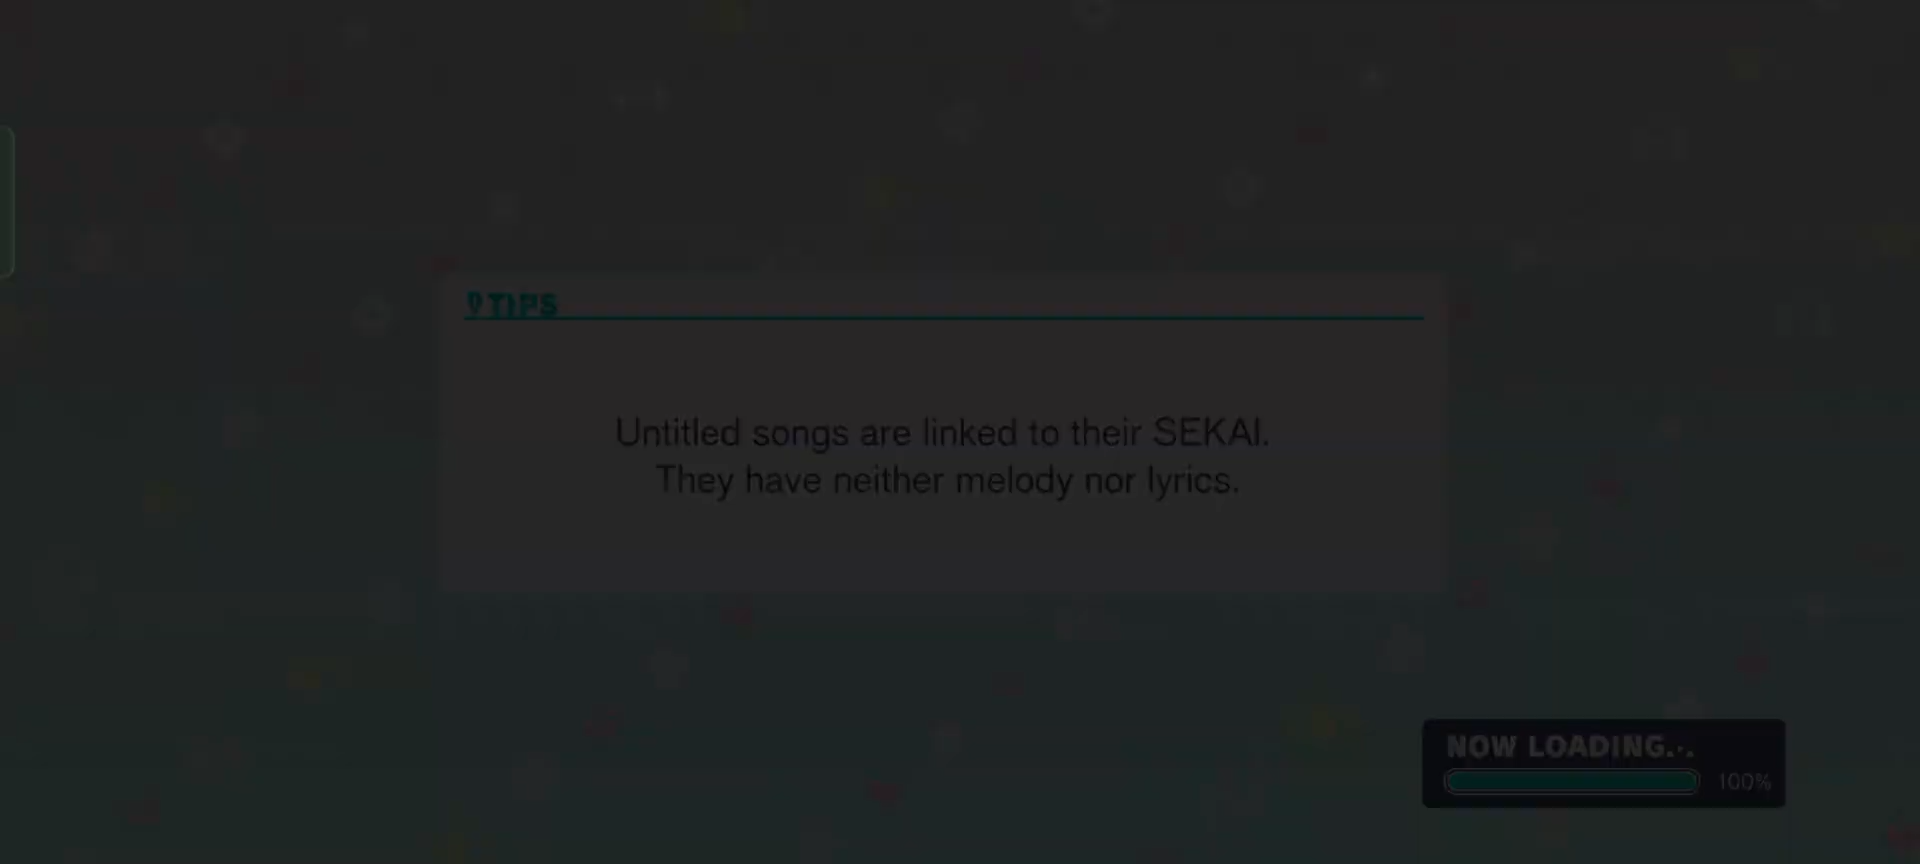 TIPS
Untitled songs are linked to their SEKAI.
They have neither melody nor lyrics.
NOW LOADING...
100%